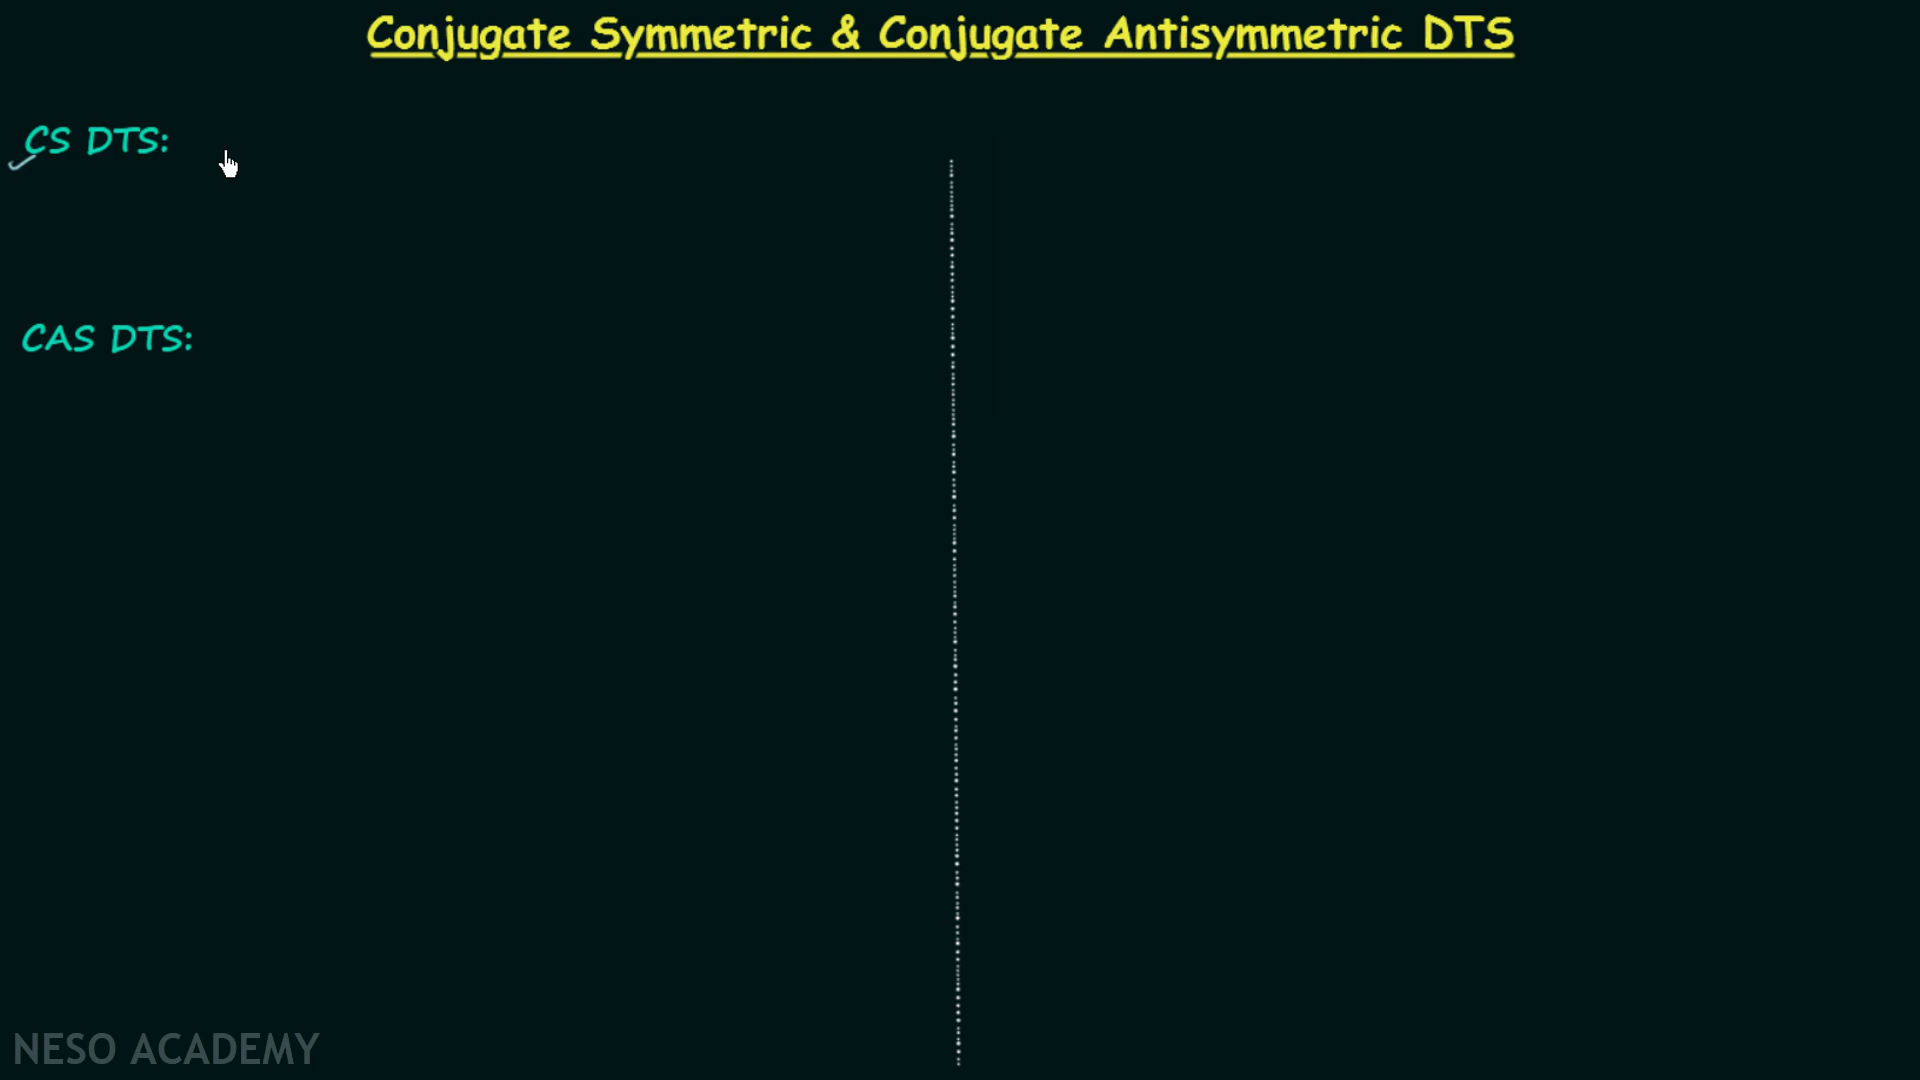 Conjugate Symmetric & Conjugate Antisymmetric DTS
CS DTS:
CAS DTS:
NESO ACADEMY